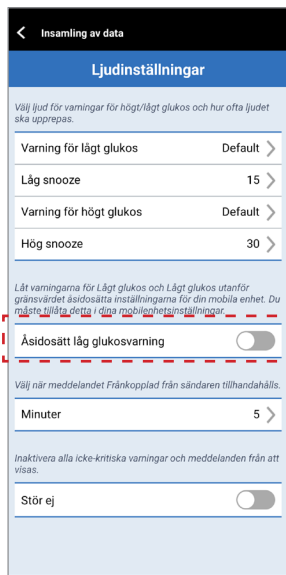 Insamling av data
Ljudinställningar
Välj ljud för varningar för högt/lågt glukos och hur ofta ljudet
ska upprepas.
Varning för lågt glukos Default
Låg snooze 15
Varning för högt glukos Default
Hög snooze 30
Låt varningarna för Lågt glukos och Lågt glukos utanför
gränsvärdet åsidosätta inställningarna för din mobila enhet. Du
måste tillåta detta i dina mobilenhetsinställningar.
Åsidosätt låg glukosvarning
Välj när meddelandet Frånkopplad från sändaren tillhandahålls.
Minuter 5
Inaktivera alla icke-kritiska varningar och meddelanden från att
visas.
Stör ej